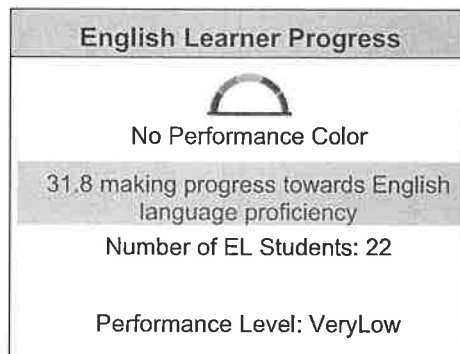 English Learner Progress
No Performance Color
31.8 making progress towards English
language proficiency
Number of EL Students: 22
Performance Level: VeryLow